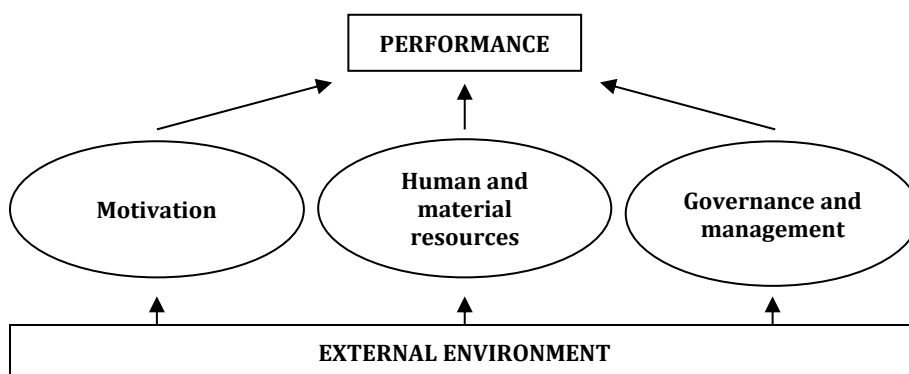 PERFORMANCE
Motivation
Human and
material
resources
Governance and
management
EXTERNAL ENVIRONMENT